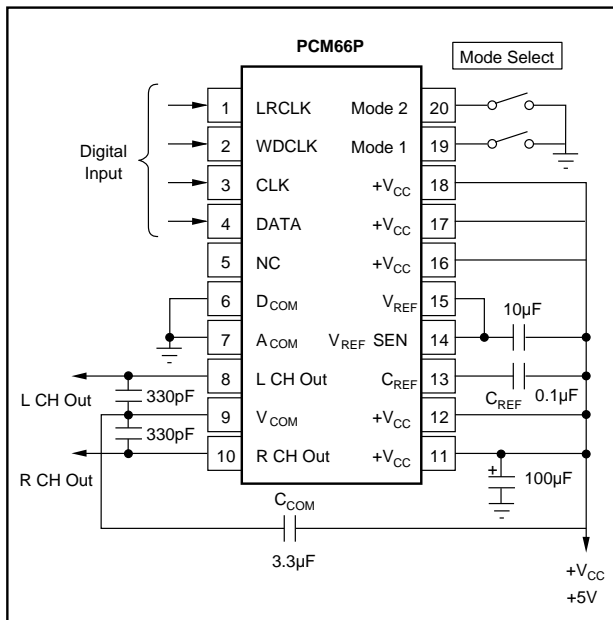 PCM66P
Mode Select
Digital Input
1 LRCLK Mode 2 20
2 WDCLK Mode 1 19
3 CLK +VCC 18
4 DATA +VCC 17
5 NC +VCC 16
6 DCOM VREF 15
10µF
7 ACOM VREF SEN 14
8 L CH Out CREF 13
L CH Out
330pF
CREF 0.1µF
9 VCOM +VCC 12
330pF
10 R CH Out +VCC 11
R CH Out
+
100µF
CCOM
3.3µF
+VCC
+5V